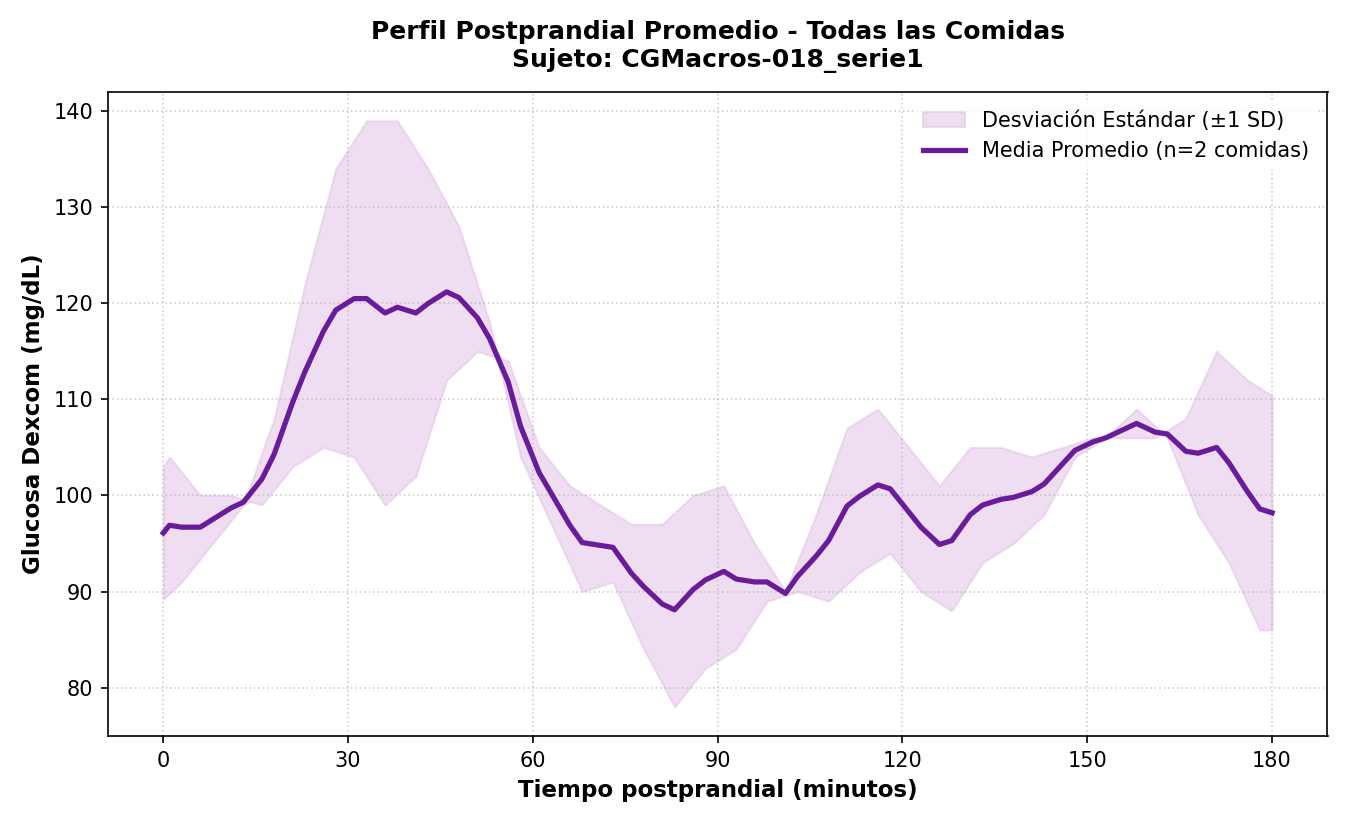 Perfil Postprandial Promedio - Todas las Comidas
Sujeto: CGMacros-018_serie1
Desviación Estándar (±1 SD)
Media Promedio (n=2 comidas)
Glucosa Dexcom (mg/dL)
140
130
120
110
100
90
80
0 30 60 90 120 150 180
Tiempo postprandial (minutos)